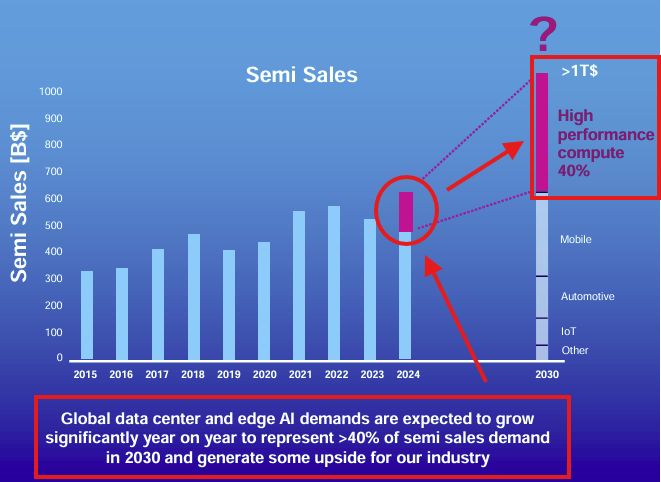 ?
Semi Sales
>1T$
High
performance
compute
40%
Semi Sales [B$]
1000
900
800
700
600
500
400
300
200
100
0
Mobile
Automotive
IoT
Other
2015 2016 2017 2018 2019 2020 2021 2022 2023 2024 2030
Global data center and edge AI demands are expected to grow
significantly year on year to represent >40% of semi sales demand
in 2030 and generate some upside for our industry